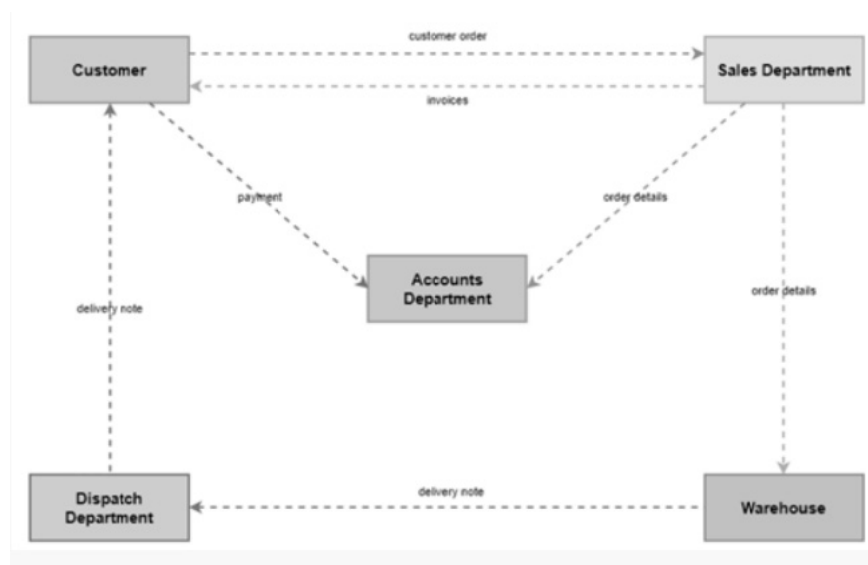 customer order
Customer
Sales Department
invoices
payment
order details
Accounts
Department
order details
delivery note
delivery note
Dispatch
Department
Warehouse